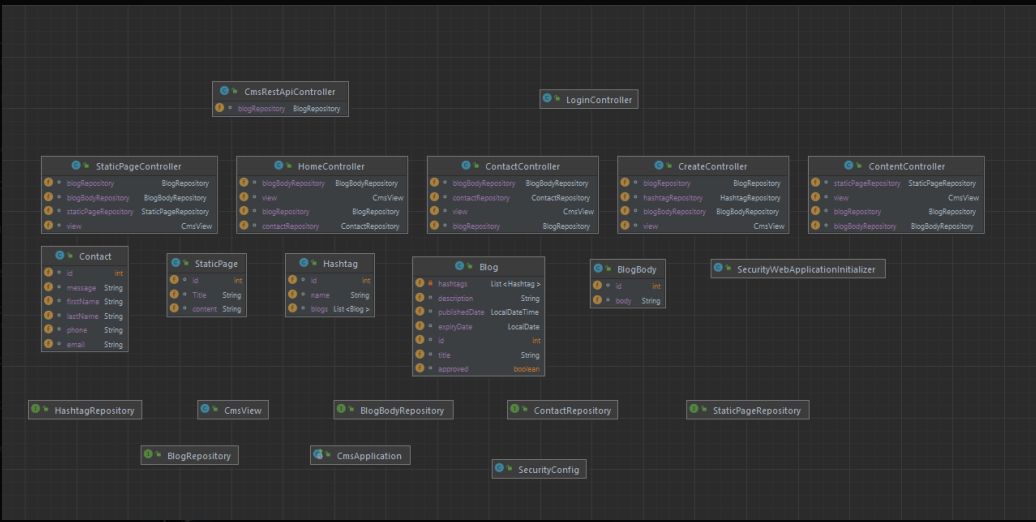 CmsRestApiController
blogRepository BlogRepository
LoginController
StaticPageController
blogRepository BlogRepository
blogBodyRepository BlogBodyRepository
staticPageRepository StaticPageRepository
view CmsView
HomeController
blogBodyRepository BlogBodyRepository
view CmsView
blogRepository BlogRepository
contactRepository ContactRepository
ContactController
blogBodyRepository BlogBodyRepository
contactRepository ContactRepository
view CmsView
blogRepository BlogRepository
CreateController
blogRepository BlogRepository
hashtagRepository HashtagRepository
blogBodyRepository BlogBodyRepository
view CmsView
ContentController
staticPageRepository StaticPageRepository
view CmsView
blogRepository BlogRepository
blogBodyRepository BlogBodyRepository
Contact
id int
message String
firstName String
lastName String
phone String
email String
StaticPage
id int
Title String
content String
Hashtag
id int
name String
blogs List<Blog>
Blog
hashtags List<Hashtag>
description String
publishedDate LocalDateTime
expiryDate LocalDate
id int
title String
approved boolean
BlogBody
id int
body String
SecurityWebApplicationInitializer
HashtagRepository
CmsView
BlogBodyRepository
ContactRepository
StaticPageRepository
BlogRepository
CmsApplication
SecurityConfig